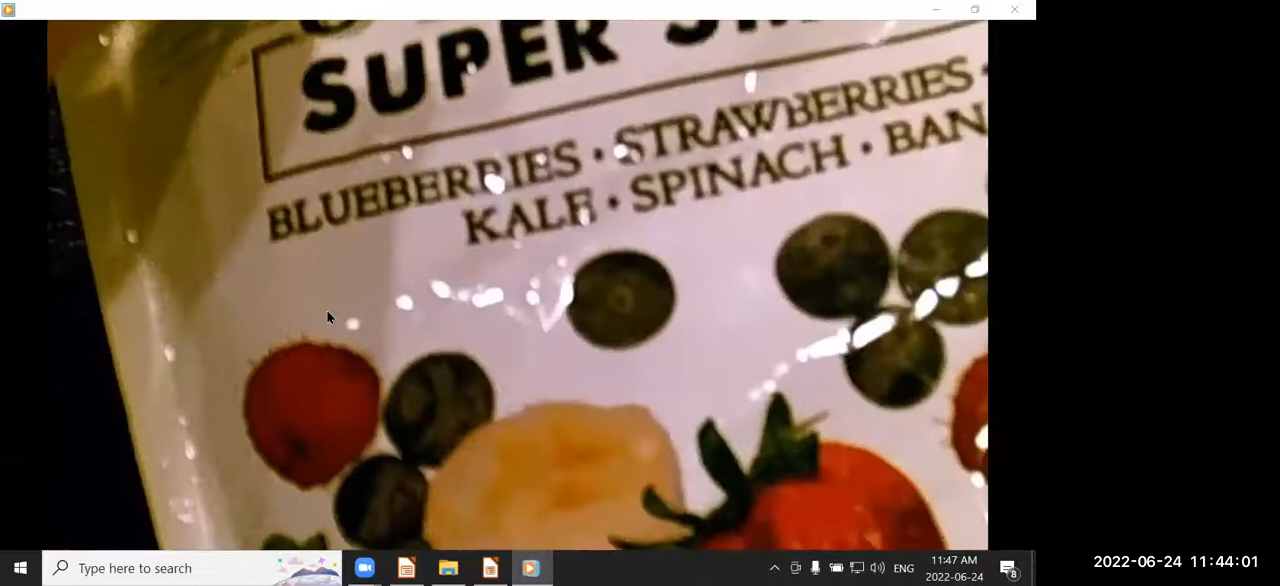 SUPER
BLUEBERRIES • STRAWBERRIES •
KALE • SPINACH • BAN
Type here to search
ENG
11:47 AM
2022-06-24
8
2022-06-24 11:44:01